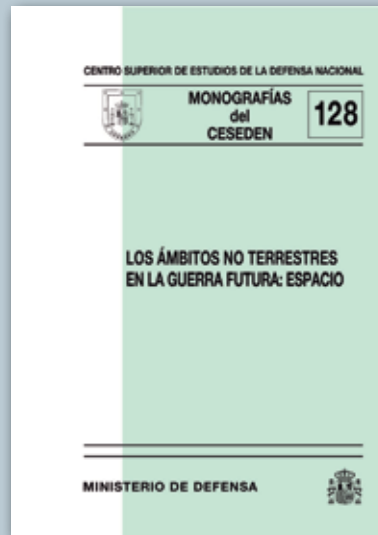 CENTRO SUPERIOR DE ESTUDIOS DE LA DEFENSA NACIONAL
MONOGRAFÍAS
del
CESEDEN
128
LOS ÁMBITOS NO TERRESTRES
EN LA GUERRA FUTURA: ESPACIO
MINISTERIO DE DEFENSA